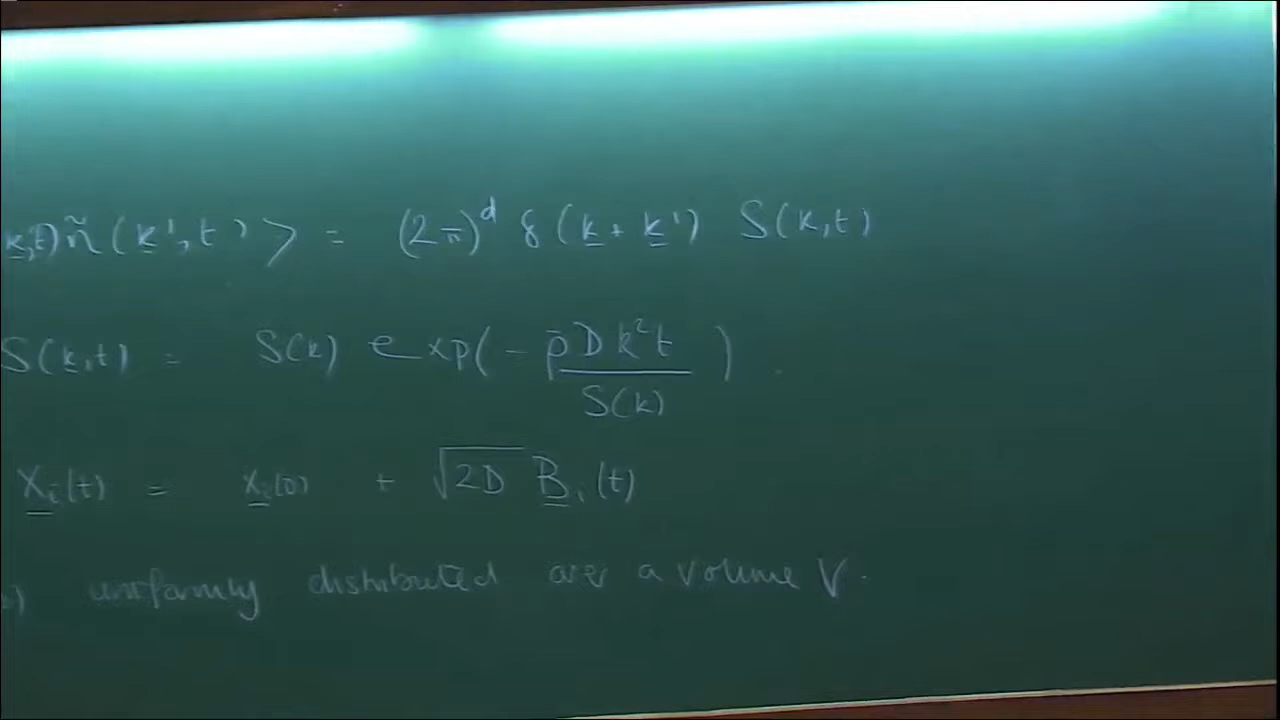 k,t) ñ(k',t) > = (2π)^d δ(k + k') S(k,t)
S(k,t) = S(k) exp(- ρ̄Dk²t / S(k))
X_i(t) = x_i(0) + √2D B_i(t)
) uniformly distributed over a volume V.